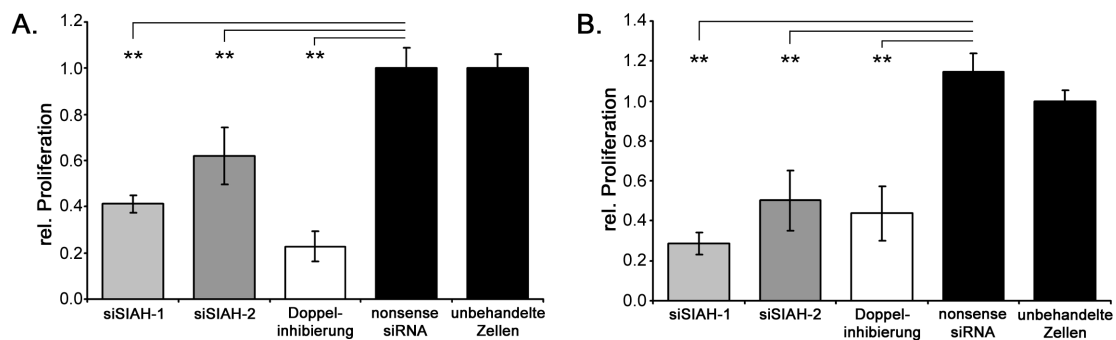 A.
rel. Proliferation
1.2
1.0
0.8
0.6
0.4
0.2
0.0
** ** **
siSIAH-1 siSIAH-2 Doppel-inhibierung nonsense siRNA unbehandelte Zellen
B.
rel. Proliferation
1.4
1.2
1.0
0.8
0.6
0.4
0.2
0.0
** ** **
siSIAH-1 siSIAH-2 Doppel-inhibierung nonsense siRNA unbehandelte Zellen